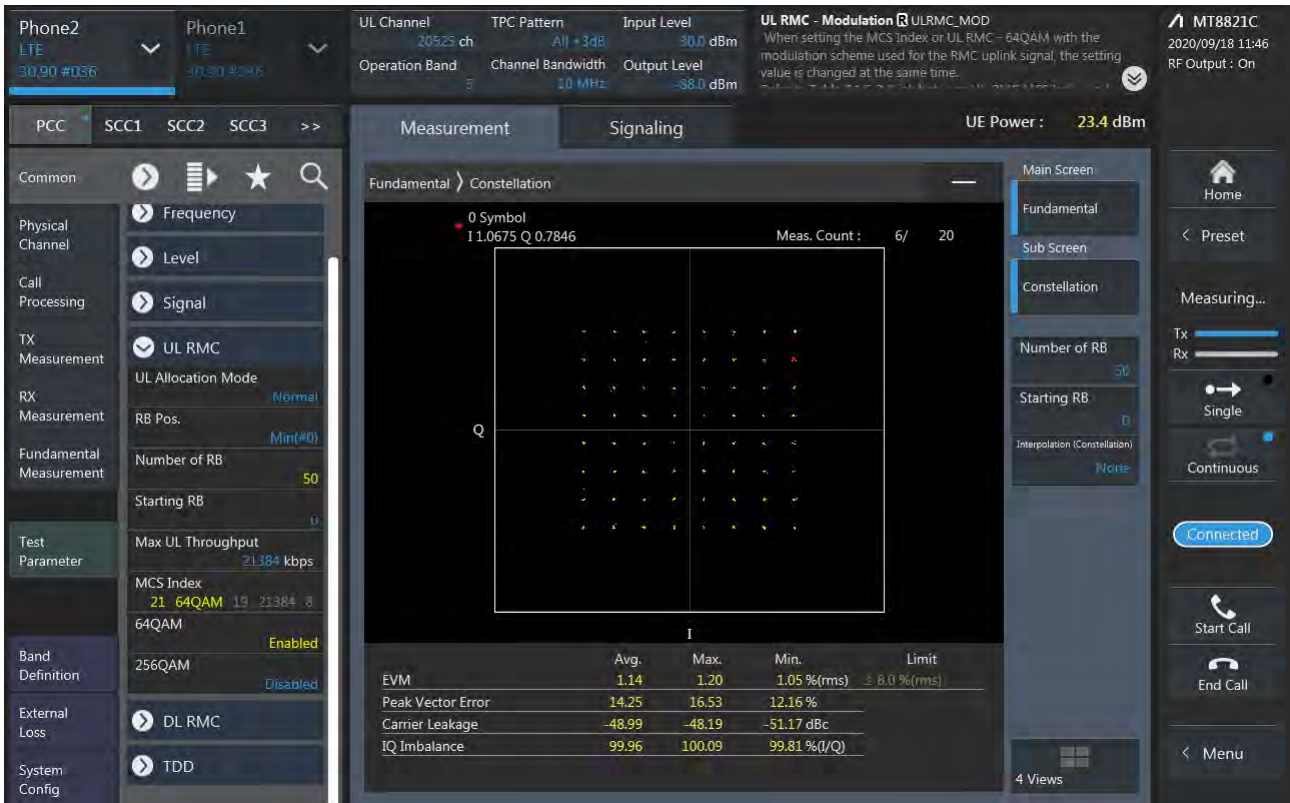 Phone2
LTE
30.90 #036
Phone1
LTE
UL Channel
20525 ch
Operation Band
5
TPC Pattern
All +3dB
Channel Bandwidth
10 MHz
Input Level
30.0 dBm
Output Level
-88.0 dBm
UL RMC - Modulation R ULRMC_MOD
When setting the MCS Index or UL RMC – 64QAM with the
modulation scheme used for the RMC uplink signal, the setting
value is changed at the same time.
MT8821C
2020/09/18 11:46
RF Output : On
PCC SCC1 SCC2 SCC3 >>
Common
Physical
Channel
Call
Processing
TX
Measurement
RX
Measurement
Fundamental
Measurement
Test
Parameter
Band
Definition
External
Loss
System
Config
Frequency
Level
Signal
UL RMC
UL Allocation Mode
Normal
RB Pos.
Min(#0)
Number of RB
50
Starting RB
0
Max UL Throughput
21384 kbps
MCS Index
21 64QAM 19 21384 8
64QAM
Enabled
256QAM
Disabled
DL RMC
TDD
Measurement
Signaling
UE Power : 23.4 dBm
Fundamental > Constellation
0 Symbol
I 1.0675 Q 0.7846
Meas. Count : 6/ 20
Q
I
Avg. Max. Min. Limit
EVM 1.14 1.20 1.05 %(rms) ≤ 8.0 %(rms)
Peak Vector Error 14.25 16.53 12.16 %
Carrier Leakage -48.99 -48.19 -51.17 dBc
IQ Imbalance 99.96 100.09 99.81 %(I/Q)
Main Screen
Fundamental
Sub Screen
Constellation
Number of RB
50
Starting RB
0
Interpolation (Constellation)
None
4 Views
Home
< Preset
Measuring...
Tx
Rx
Single
Continuous
Connected
Start Call
End Call
< Menu